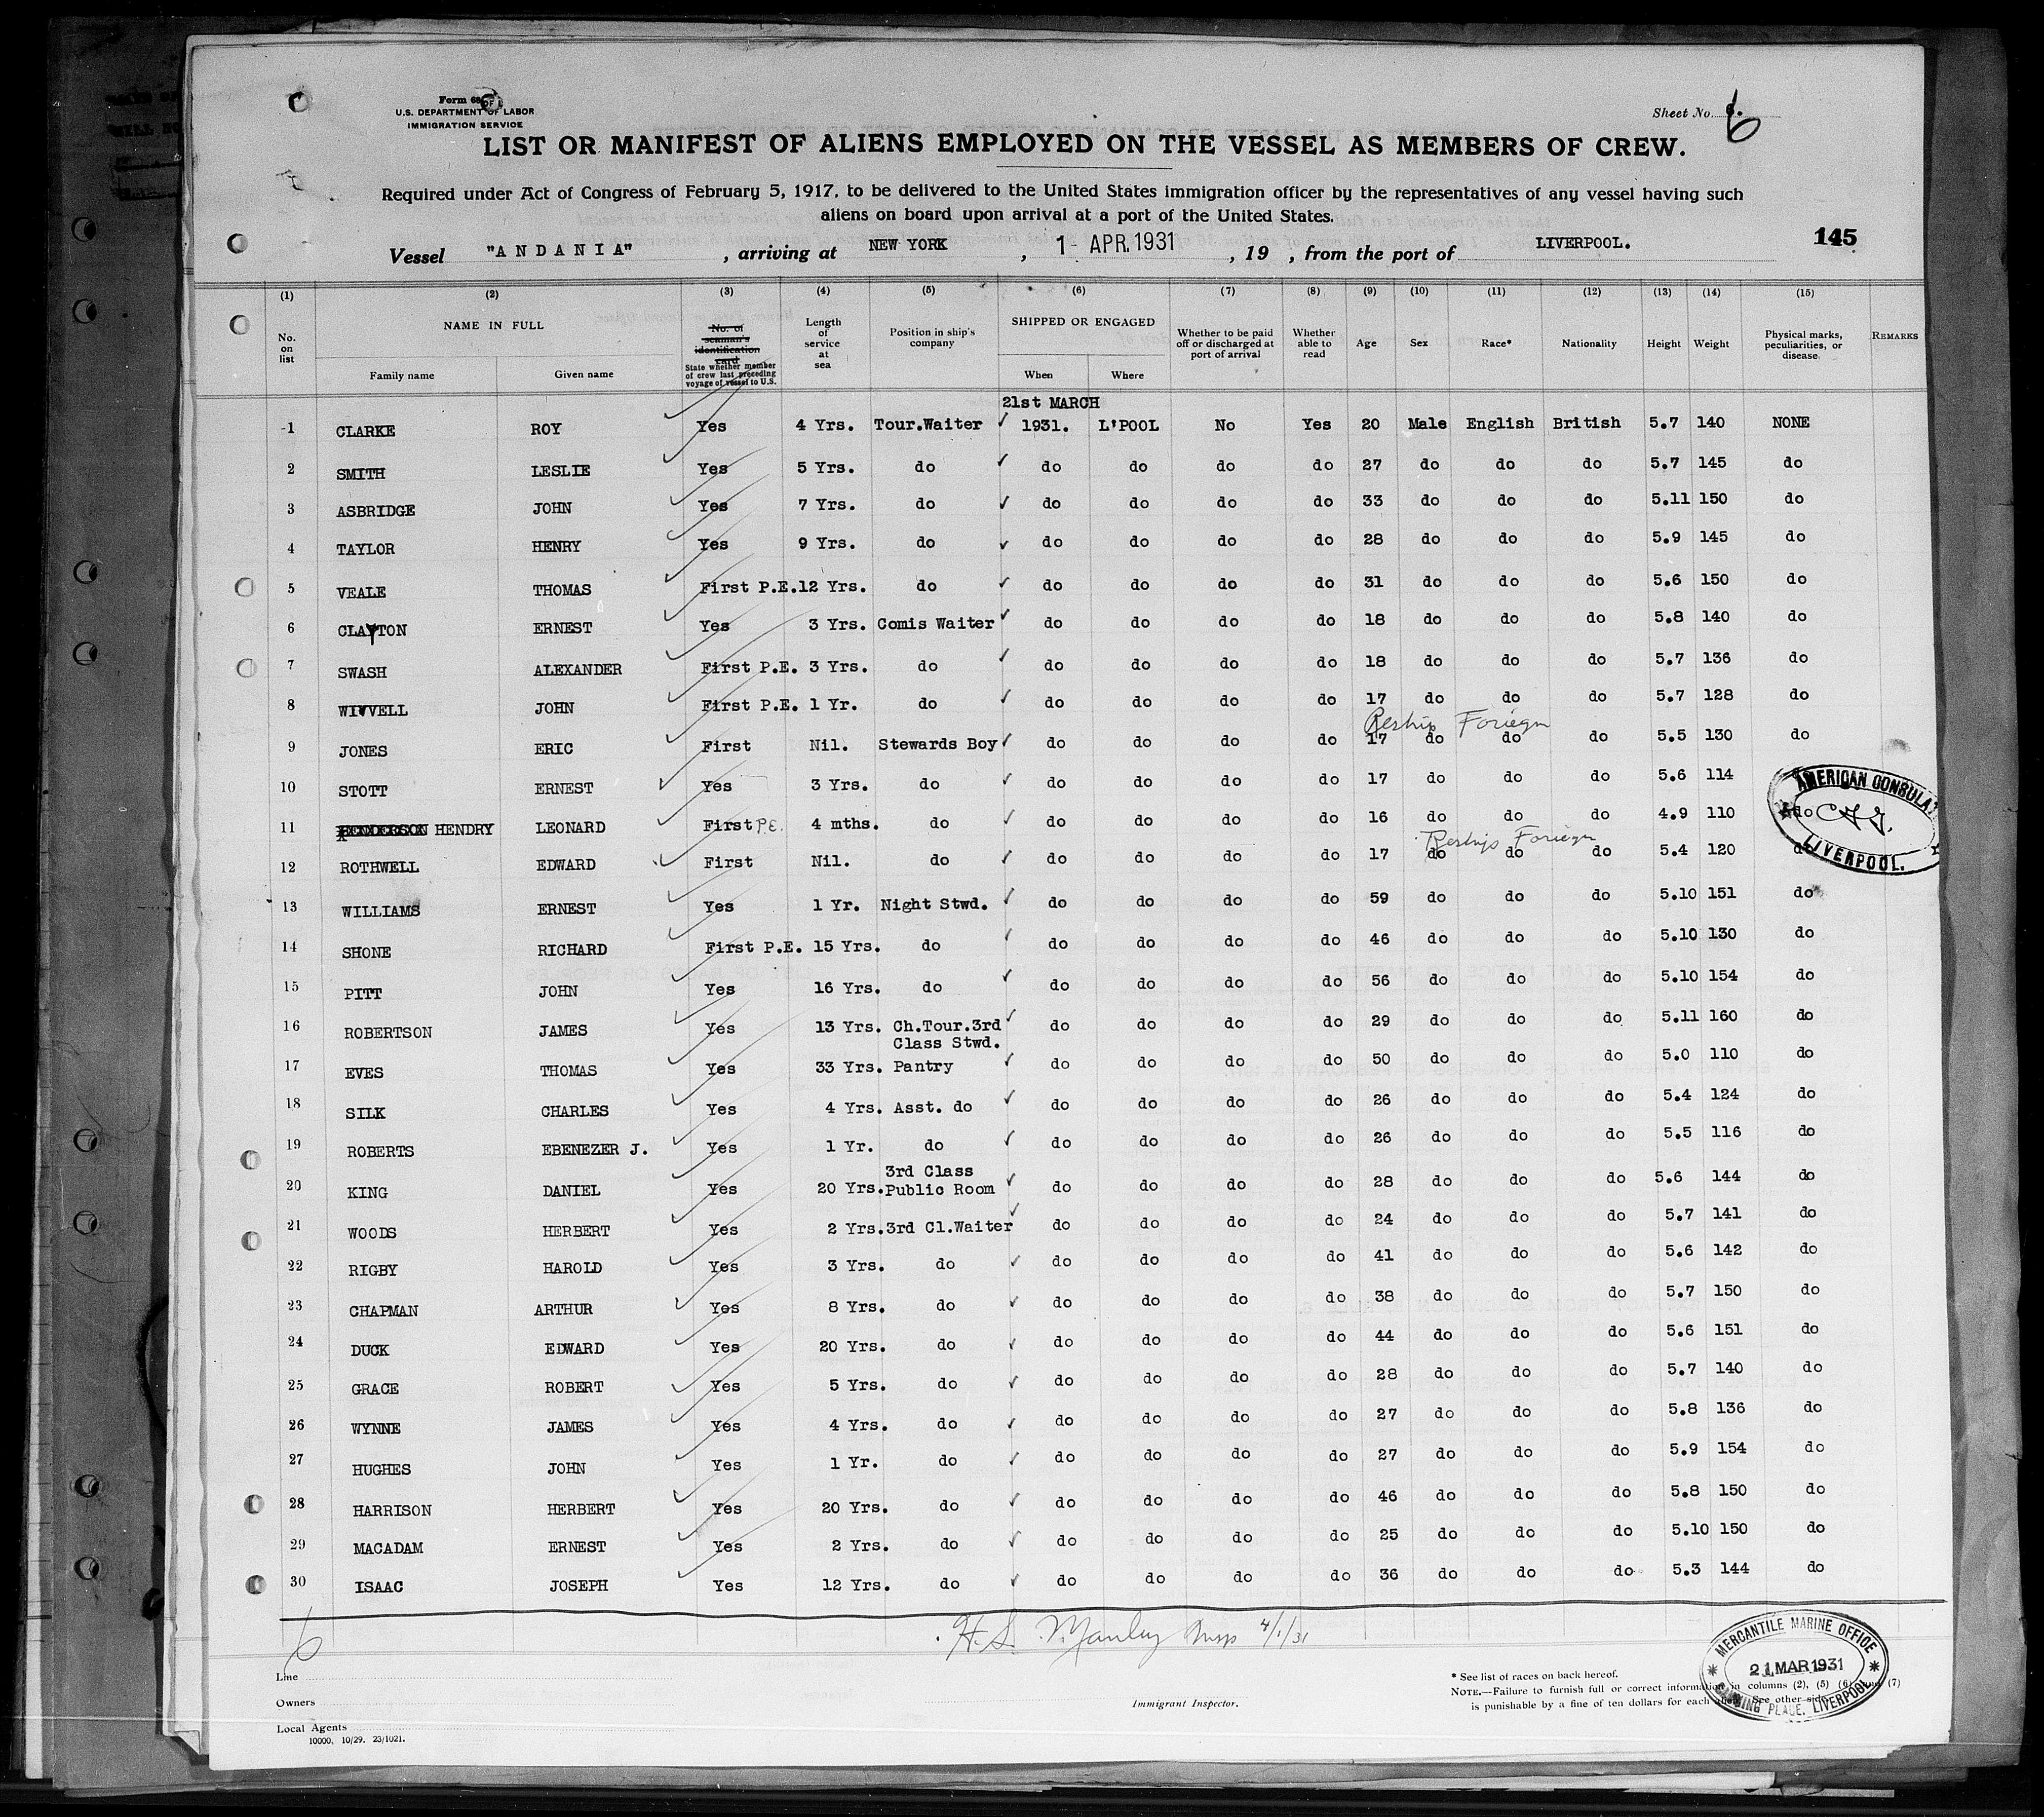 Form 680
U.S. DEPARTMENT OF LABOR
IMMIGRATION SERVICE
Sheet No. 6.
LIST OR MANIFEST OF ALIENS EMPLOYED ON THE VESSEL AS MEMBERS OF CREW.
Required under Act of Congress of February 5, 1917, to be delivered to the United States immigration officer by the representatives of any vessel having such
aliens on board upon arrival at a port of the United States.
Vessel "ANDANIA", arriving at NEW YORK, 1- APR. 1931, 19 , from the port of LIVERPOOL. 145
(1) (2) (3) (4) (5) (6) (7) (8) (9) (10) (11) (12) (13) (14) (15)
No. on list NAME IN FULL Family name Given name No. of seaman's identification card State whether member of crew last preceding voyage of vessel to U.S. Length of service at sea Position in ship's company SHIPPED OR ENGAGED When Where Whether to be paid off or discharged at port of arrival Whether able to read Age Sex Race* Nationality Height Weight Physical marks, peculiarities, or disease. REMARKS
21st MARCH
1 CLARKE ROY Yes 4 Yrs. Tour.Waiter 1931. L'POOL No Yes 20 Male English British 5.7 140 NONE
2 SMITH LESLIE Yes 5 Yrs. do do do do do 27 do do do 5.7 145 do
3 ASBRIDGE JOHN Yes 7 Yrs. do do do do do 33 do do do 5.11 150 do
4 TAYLOR HENRY Yes 9 Yrs. do do do do do 28 do do do 5.9 145 do
5 VEALE THOMAS First P.E. 12 Yrs. do do do do do 31 do do do 5.6 150 do
6 CLAYTON ERNEST Yes 3 Yrs. Comis Waiter do do do do 18 do do do 5.8 140 do
7 SWASH ALEXANDER First P.E. 3 Yrs. do do do do do 18 do do do 5.7 136 do
8 WIVVELL JOHN First P.E. 1 Yr. do do do do do 17 do do do 5.7 128 do
Reship Foriegn
9 JONES ERIC First Nil. Stewards Boy do do do do 17 do do do 5.5 130 do
10 STOTT ERNEST Yes 3 Yrs. do do do do do 17 do do do 5.6 114 do
11 HENDERSON HENDRY LEONARD First P.E. 4 mths. do do do do do 16 do do do 4.9 110 do
Reships Foriegn
12 ROTHWELL EDWARD First Nil. do do do do do 17 do do do 5.4 120 do
AMERICAN CONSULAT
LIVERPOOL.
13 WILLIAMS ERNEST Yes 1 Yr. Night Stwd. do do do do 59 do do do 5.10 151 do
14 SHONE RICHARD First P.E. 15 Yrs. do do do do do 46 do do do 5.10 130 do
15 PITT JOHN Yes 16 Yrs. do do do do do 56 do do do 5.10 154 do
16 ROBERTSON JAMES Yes 13 Yrs. Ch.Tour.3rd Class Stwd. do do do do 29 do do do 5.11 160 do
17 EVES THOMAS Yes 33 Yrs. Pantry do do do do 50 do do do 5.0 110 do
18 SILK CHARLES Yes 4 Yrs. Asst. do do do do do 26 do do do 5.4 124 do
19 ROBERTS EBENEZER J. Yes 1 Yr. do do do do do 26 do do do 5.5 116 do
20 KING DANIEL Yes 20 Yrs. 3rd Class Public Room do do do do 28 do do do 5.6 144 do
21 WOODS HERBERT Yes 2 Yrs. 3rd Cl.Waiter do do do do 24 do do do 5.7 141 do
22 RIGBY HAROLD Yes 3 Yrs. do do do do do 41 do do do 5.6 142 do
23 CHAPMAN ARTHUR Yes 8 Yrs. do do do do do 38 do do do 5.7 150 do
24 DUCK EDWARD Yes 20 Yrs. do do do do do 44 do do do 5.6 151 do
25 GRACE ROBERT Yes 5 Yrs. do do do do do 28 do do do 5.7 140 do
26 WYNNE JAMES Yes 4 Yrs. do do do do do 27 do do do 5.8 136 do
27 HUGHES JOHN Yes 1 Yr. do do do do do 27 do do do 5.9 154 do
28 HARRISON HERBERT Yes 20 Yrs. do do do do do 46 do do do 5.8 150 do
29 MACADAM ERNEST Yes 2 Yrs. do do do do do 25 do do do 5.10 150 do
30 ISAAC JOSEPH Yes 12 Yrs. do do do do do 36 do do do 5.3 144 do
6
H.S. Manley Insp 4/1/31
MERCANTILE MARINE OFFICE
21 MAR 1931
CANNING PLACE, LIVERPOOL
Line
Owners
Local Agents
10000. 10/29. 23/1021.
Immigrant Inspector.
* See list of races on back hereof.
NOTE.—Failure to furnish full or correct information in columns (2), (5) (6) and (7)
is punishable by a fine of ten dollars for each alien. See other side.